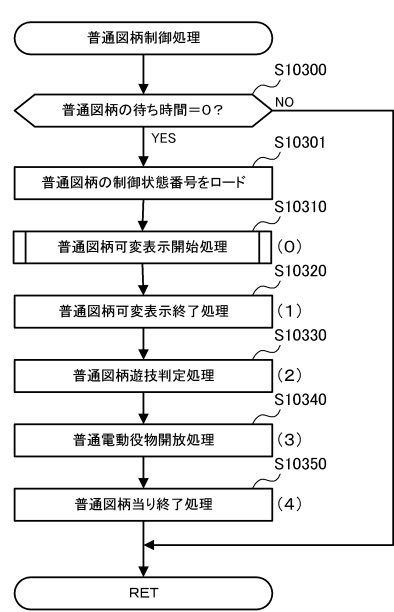 普通図柄制御処理
S10300
普通図柄の待ち時間＝0？
NO
YES
S10301
普通図柄の制御状態番号をロード
S10310
普通図柄可変表示開始処理
(0)
S10320
普通図柄可変表示終了処理
(1)
S10330
普通図柄遊技判定処理
(2)
S10340
普通電動役物開放処理
(3)
S10350
普通図柄当り終了処理
(4)
RET